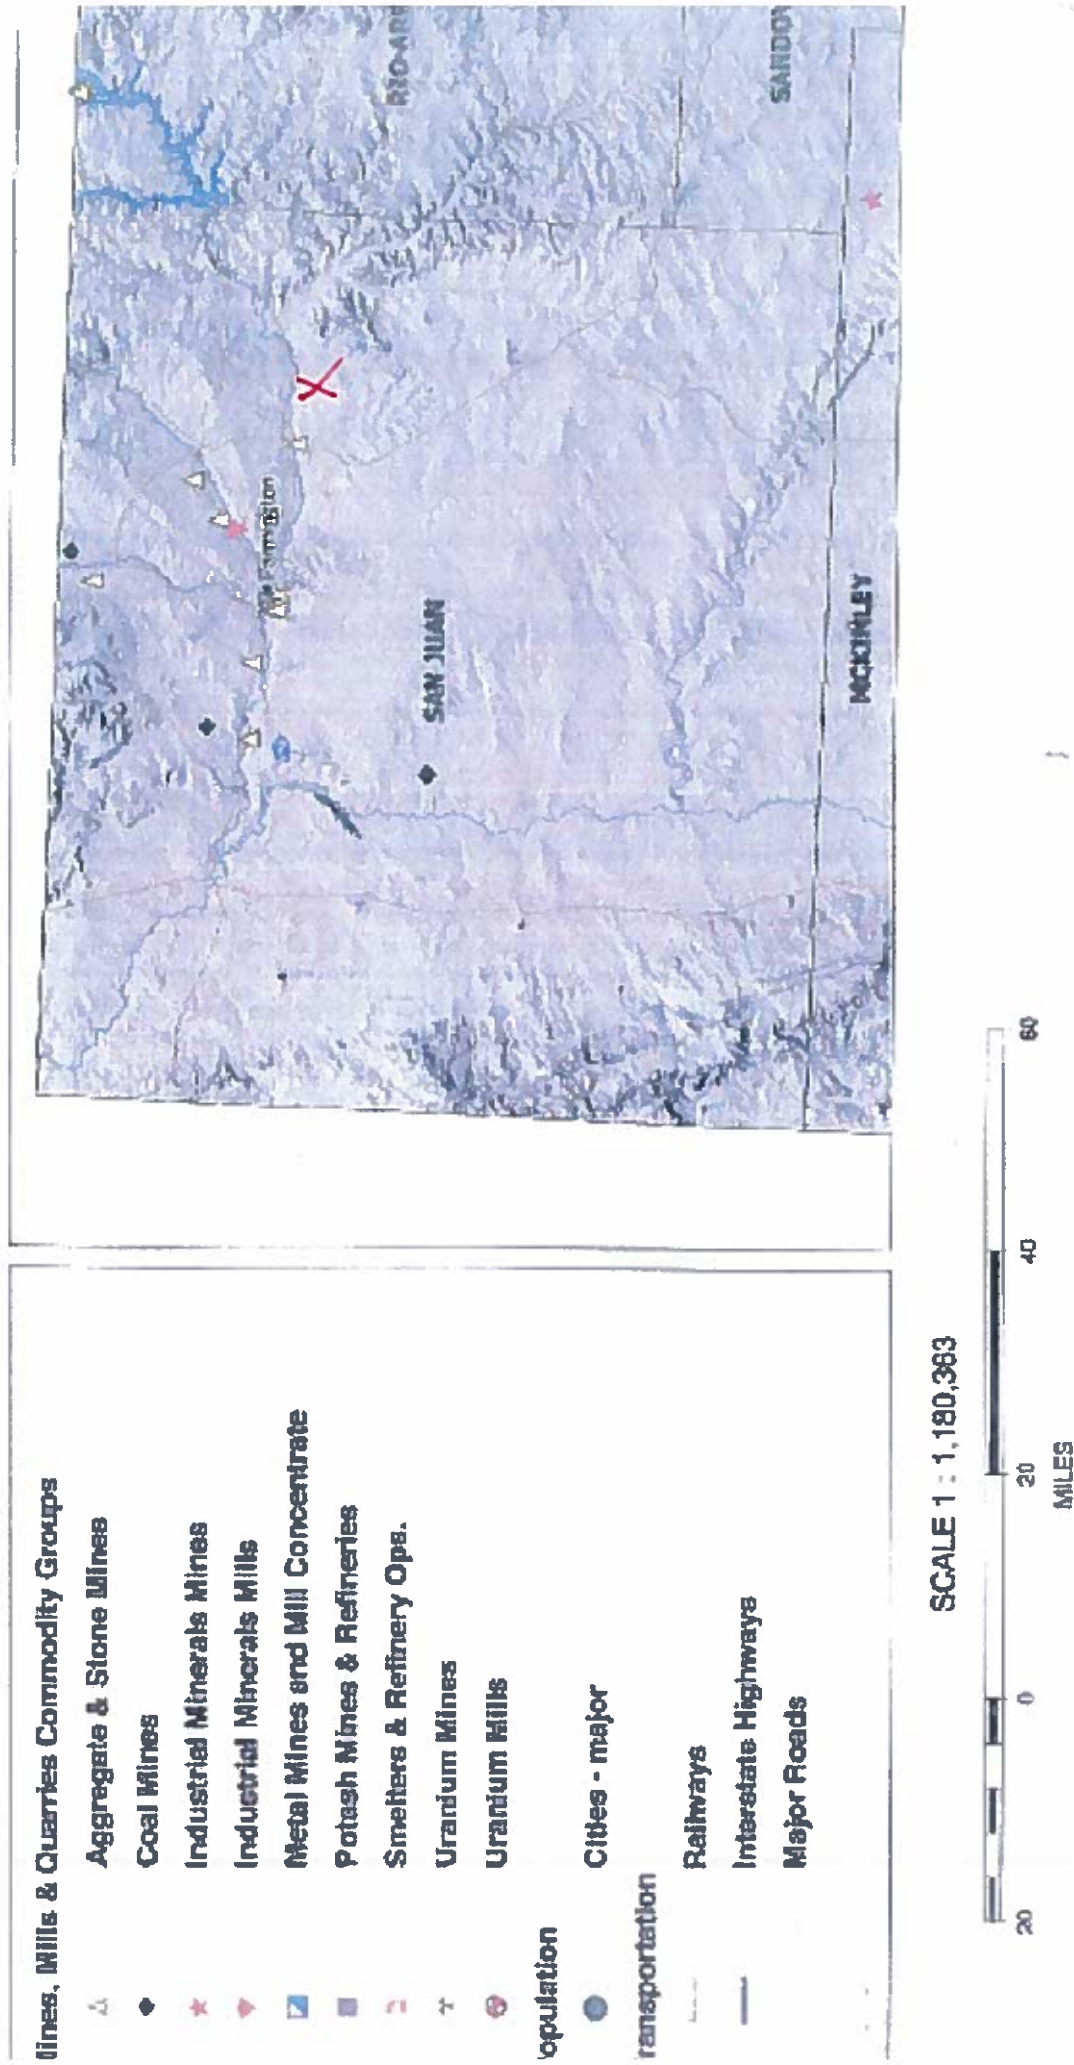 lines, Mills & Quarries Commodity Groups
Aggregate & Stone Mines
Coal Mines
Industrial Minerals Mines
Industrial Minerals Mills
Metal Mines and Mill Concentrate
Potash Mines & Refineries
Smelters & Refinery Ops.
Uranium Mines
Uranium Mills
opulation
Cities - major
ransportation
Railways
Interstate Highways
Major Roads
RIO ARR
SANDOV
Farmington
SAN JUAN
MCKINLEY
SCALE 1 : 1,180,363
20 0 20 40 60
MILES